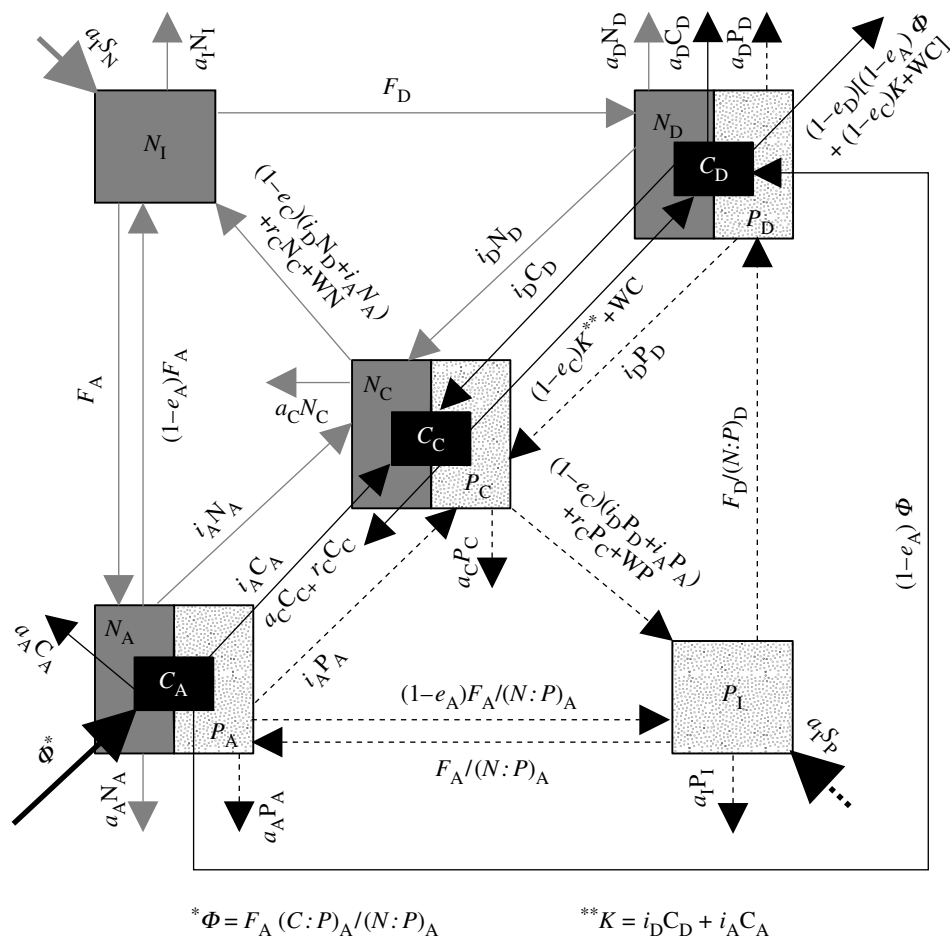 a_I S_N
a_I N_I
F_D
a_D N_D
a_D C_D
a_D P_D
(1–e_D)[(1–e_A) Φ
+ (1–e_C)K+WC]
N_I
N_D
C_D
P_D
(1–e_C)(i_D N_D+i_A N_A)
+r_C N_C+WN
i_D N_D
i_D C_D
(1–e_C)K**+WC
i_D P_D
F_A
(1–e_A)F_A
a_C N_C
N_C
C_C
P_C
F_D/(N:P)_D
(1–e_A) Φ
i_A N_A
i_A C_A
a_C C_C+ r_C C_C
a_C P_C
(1–e_C)(i_D P_D+i_A P_A)
+r_C P_C+WP
a_A C_A
N_A
C_A
P_A
i_A P_A
(1–e_A)F_A/(N:P)_A
F_A/(N:P)_A
P_I
a_I S_P
Φ*
a_A N_A
a_A P_A
a_I P_I
*Φ = F_A (C:P)_A/(N:P)_A
**K = i_D C_D + i_A C_A